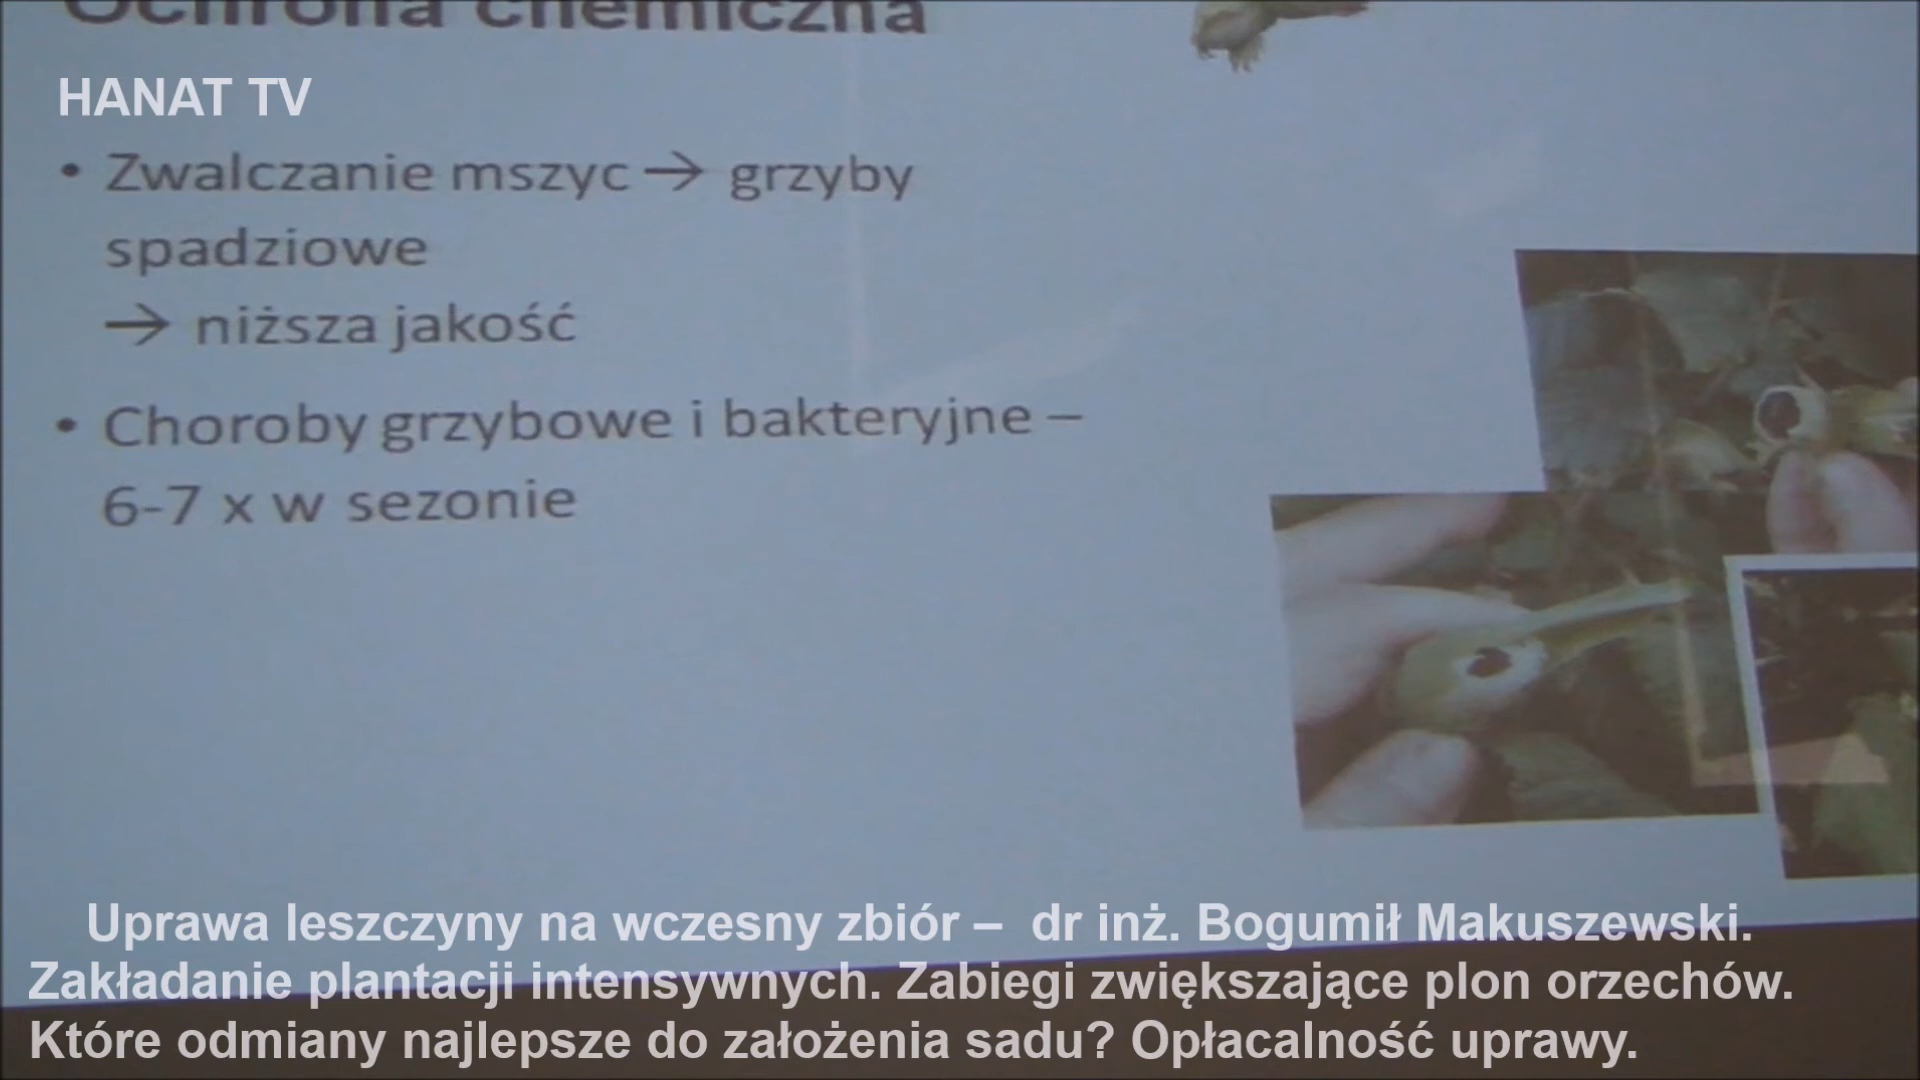 Ochrona chemiczna
HANAT TV
• Zwalczanie mszyc → grzyby
spadziowe
→ niższa jakość
• Choroby grzybowe i bakteryjne –
6-7 x w sezonie
Uprawa leszczyny na wczesny zbiór – dr inż. Bogumił Makuszewski.
Zakładanie plantacji intensywnych. Zabiegi zwiększające plon orzechów.
Które odmiany najlepsze do założenia sadu? Opłacalność uprawy.